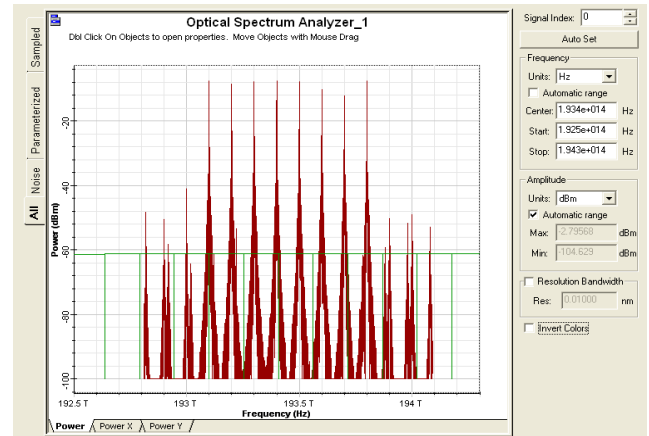 Optical Spectrum Analyzer_1
Dbl Click On Objects to open properties. Move Objects with Mouse Drag
Sampled
Parameterized
Noise
All
Power (dBm)
-20
-40
-60
-80
-100
192.5 T
193 T
193.5 T
194 T
Frequency (Hz)
Power
Power X
Power Y
Signal Index: 0
Auto Set
Frequency
Units: Hz
Automatic range
Center: 1.934e+014 Hz
Start: 1.925e+014 Hz
Stop: 1.943e+014 Hz
Amplitude
Units: dBm
Automatic range
Max: -2.79568 dBm
Min: -104.629 dBm
Resolution Bandwidth
Res: 0.01000 nm
Invert Colors